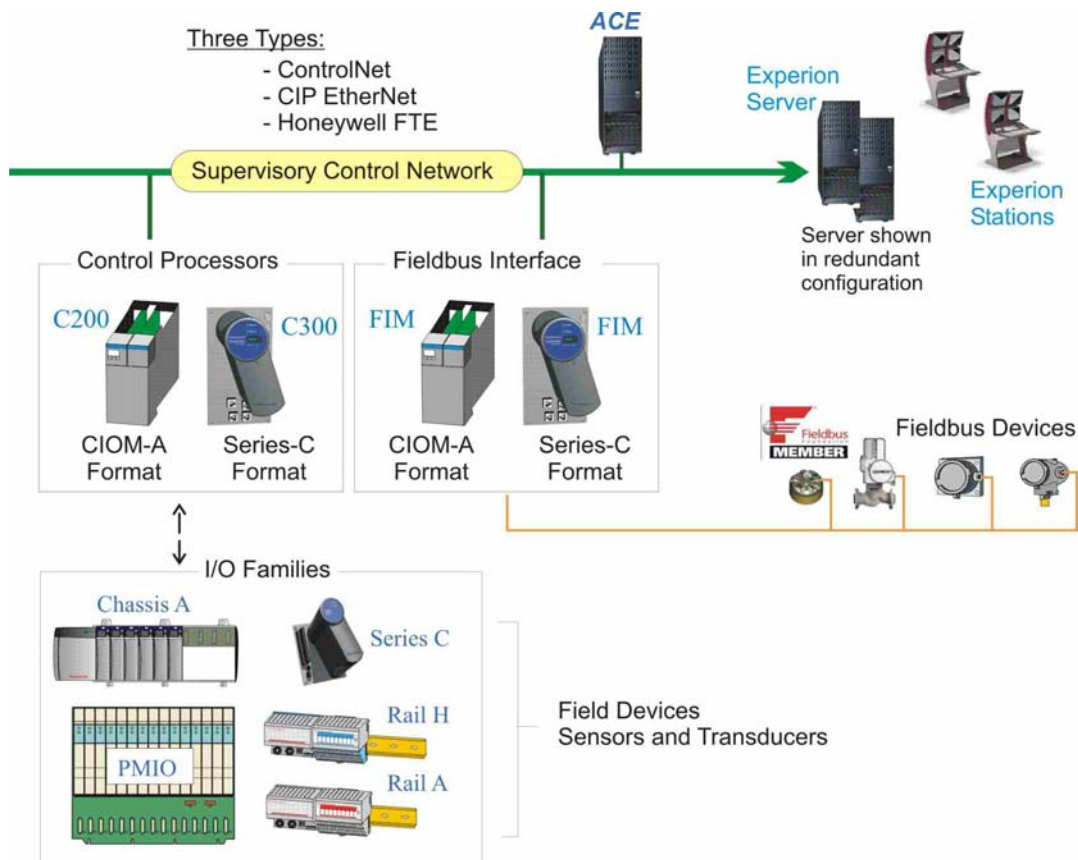 Three Types:
- ControlNet
- CIP EtherNet
- Honeywell FTE
ACE
Experion
Server
Supervisory Control Network
Experion
Stations
Server shown
in redundant
configuration
Control Processors
C200
C300
CIOM-A
Format
Series-C
Format
Fieldbus Interface
FIM
FIM
CIOM-A
Format
Series-C
Format
Fieldbus
Foundation
MEMBER
Fieldbus Devices
I/O Families
Chassis A
Series C
PMIO
Rail H
Rail A
Field Devices
Sensors and Transducers